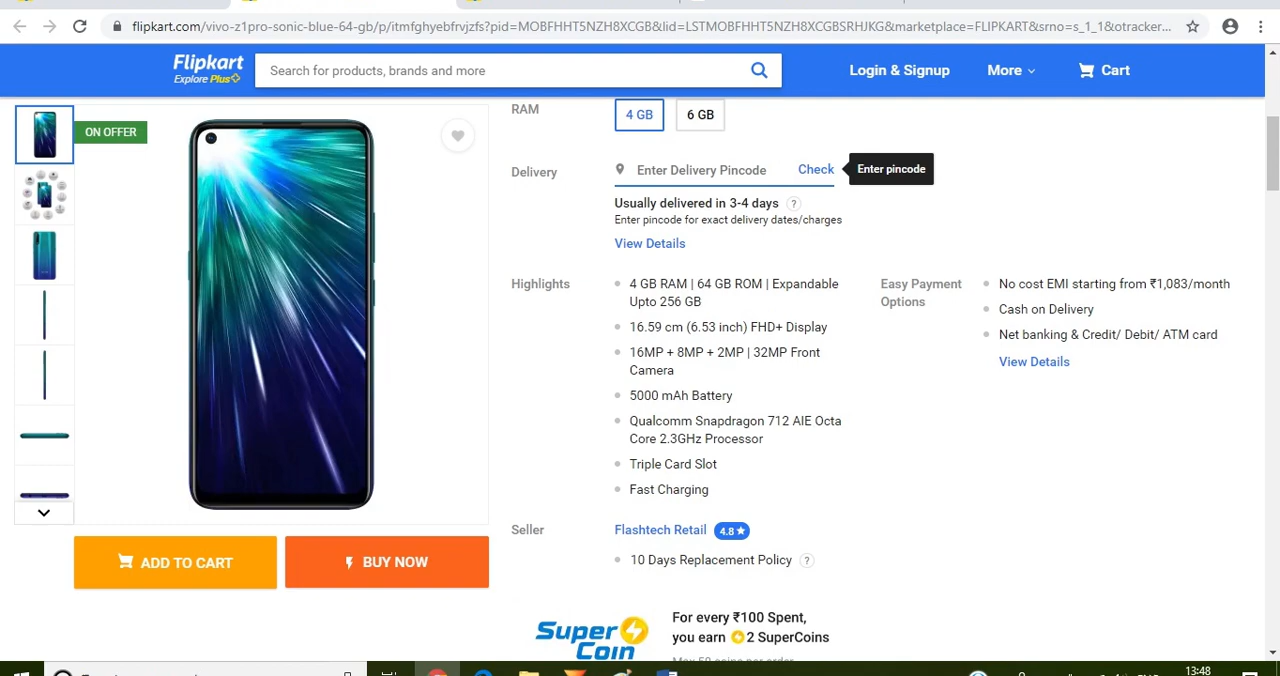 flipkart.com/vivo-z1pro-sonic-blue-64-gb/p/itmfghyebfrvjzfs?pid=MOBFHHT5NZH8XCGB&lid=LSTMOBFHHT5NZH8XCGBSRHJKG&marketplace=FLIPKART&srno=s_1_1&otracker...
Flipkart
Explore Plus
Search for products, brands and more
Login & Signup
More
Cart
ON OFFER
RAM
4 GB
6 GB
Delivery
Enter Delivery Pincode
Check
Enter pincode
Usually delivered in 3-4 days ?
Enter pincode for exact delivery dates/charges
View Details
Highlights
4 GB RAM | 64 GB ROM | Expandable
Upto 256 GB
16.59 cm (6.53 inch) FHD+ Display
16MP + 8MP + 2MP | 32MP Front
Camera
5000 mAh Battery
Qualcomm Snapdragon 712 AIE Octa
Core 2.3GHz Processor
Triple Card Slot
Fast Charging
Easy Payment
Options
No cost EMI starting from ₹1,083/month
Cash on Delivery
Net banking & Credit/ Debit/ ATM card
View Details
ADD TO CART
BUY NOW
Seller
Flashtech Retail
4.8★
10 Days Replacement Policy ?
Super
Coin
For every ₹100 Spent,
you earn 2 SuperCoins
13:48